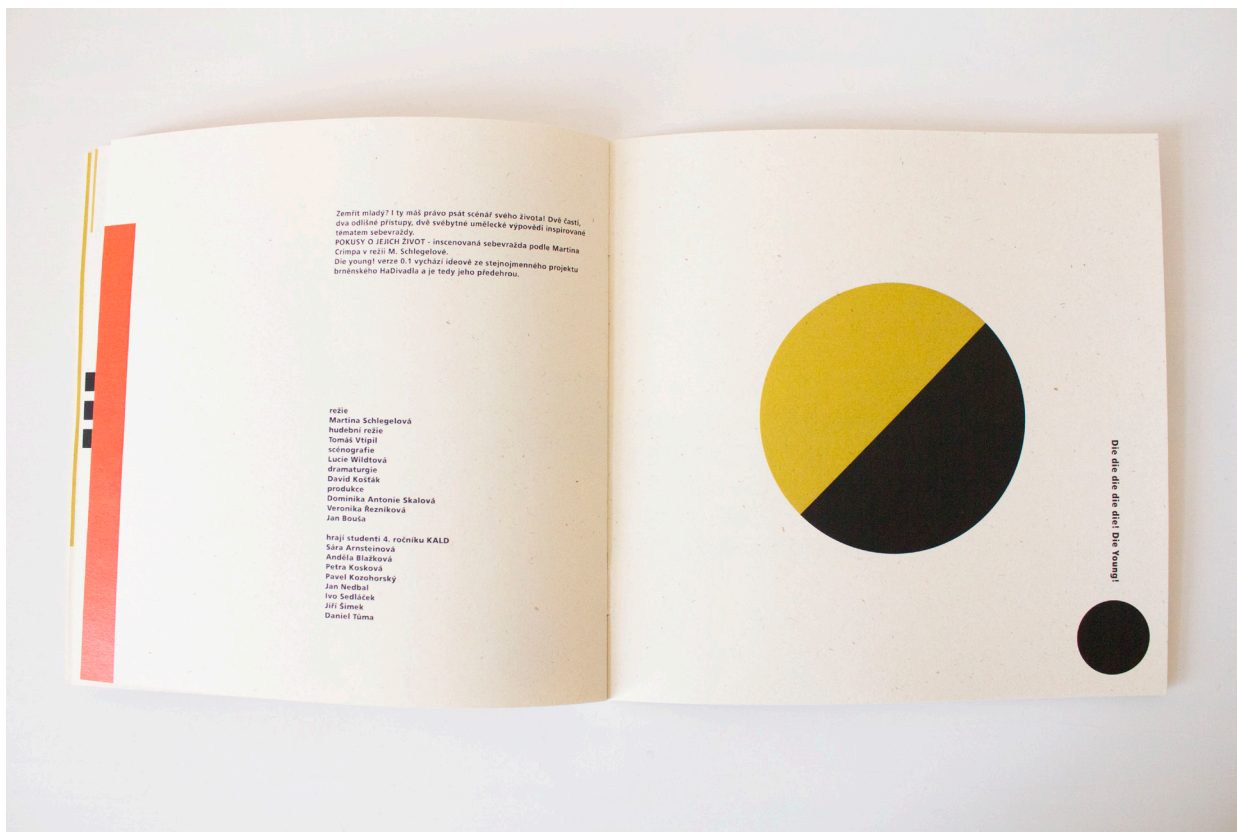 Zemřít mladý? I ty máš právo psát scénář svého života! Dvě části,
dva odlišné přístupy, dvě svébytné umělecké výpovědi inspirované
tématem sebevraždy.
POKUSY O JEJICH ŽIVOT - inscenovaná sebevražda podle Martina
Crimpa v režii M. Schlegelové.
Die young! verze 0.1 vychází ideově ze stejnojmenného projektu
brněnského HaDivadla a je tedy jeho předehrou.
režie
Martina Schlegelová
hudební režie
Tomáš Vtípil
scénografie
Lucie Wildtová
dramaturgie
David Košťák
produkce
Dominika Antonie Skalová
Veronika Řezníková
Jan Bouša
hrají studenti 4. ročníku KALD
Sára Arnsteinová
Anděla Blažková
Petra Kosková
Pavel Kozohorský
Jan Nedbal
Ivo Sedláček
Jiří Šimek
Daniel Tůma
Die die die die die! Die Young!